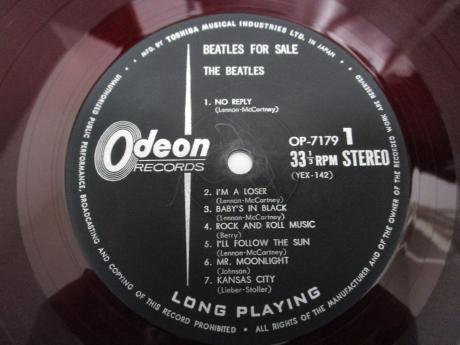 MFG. BY TOSHIBA MUSICAL INDUSTRIES LTD. IN JAPAN.
BEATLES FOR SALE
THE BEATLES
1. NO REPLY
(Lennon-McCartney)
Odeon
RECORDS
OP-7179 1
33⅓ RPM STEREO
(YEX-142)
2. I'M A LOSER
(Lennon-McCartney)
3. BABY'S IN BLACK
(Lennon-McCartney)
4. ROCK AND ROLL MUSIC
(Berry)
5. I'LL FOLLOW THE SUN
(Lennon-McCartney)
6. MR. MOONLIGHT
(Johnson)
7. KANSAS CITY
(Lieber-Stoller)
LONG PLAYING
UNAUTHORIZED PUBLIC PERFORMANCE, BROADCASTING AND COPYING OF THIS RECORD PROHIBITED • ALL RIGHTS OF THE MANUFACTURER AND OF THE OWNER OF THE RECORDED WORK ARE RESERVED